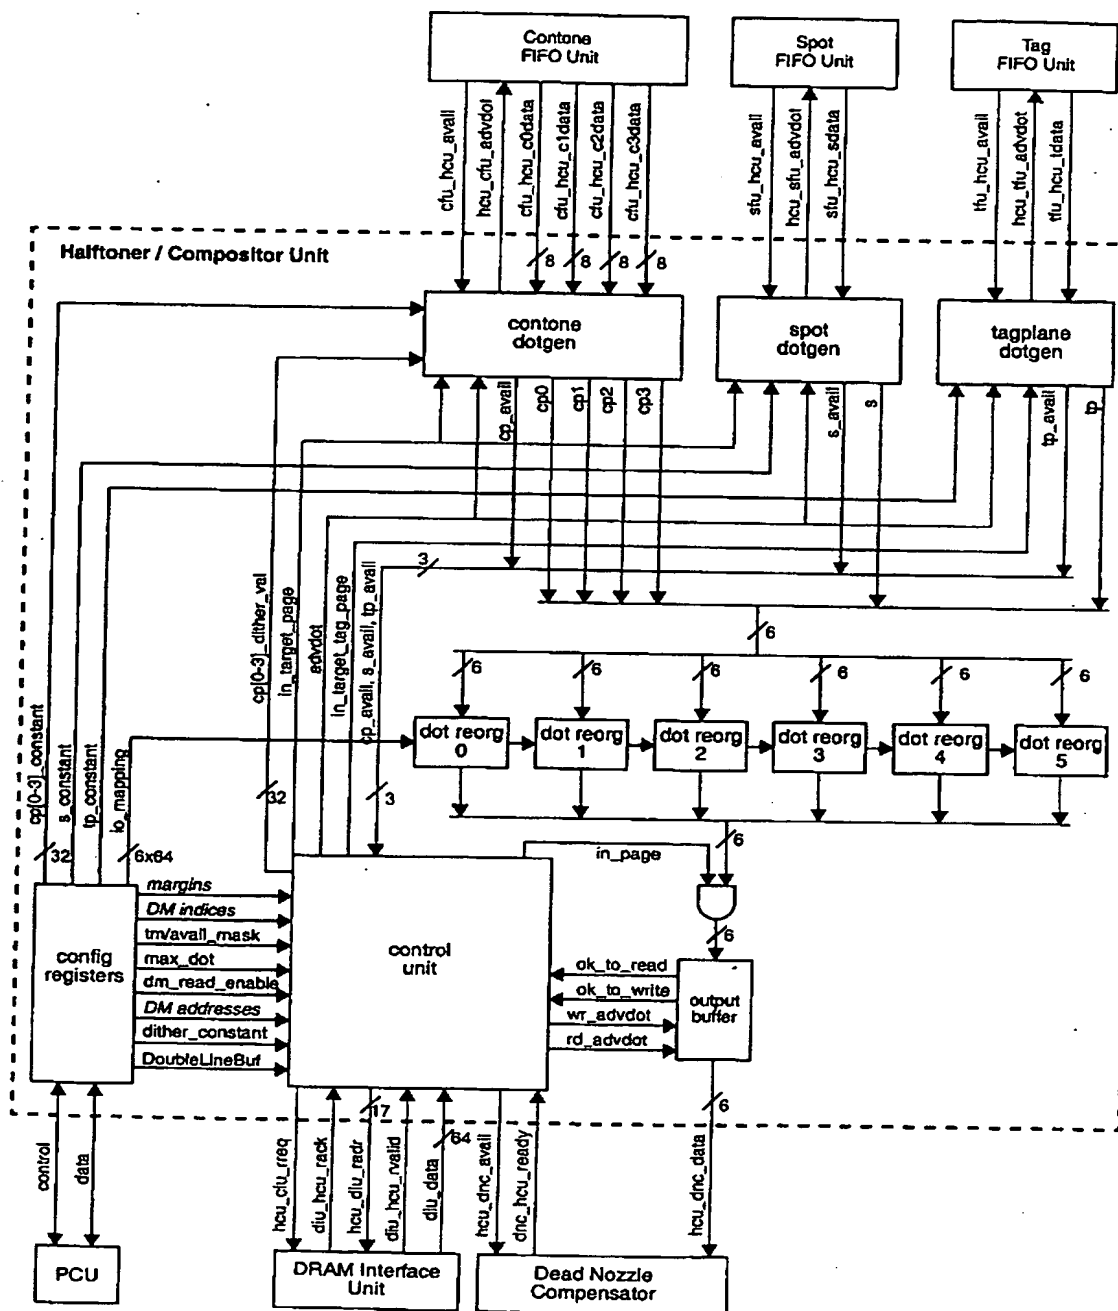 Contone
FIFO Unit
Spot
FIFO Unit
Tag
FIFO Unit
cfu_hcu_avail
hcu_cfu_advdot
cfu_hcu_c0data
cfu_hcu_c1data
cfu_hcu_c2data
cfu_hcu_c3data
sfu_hcu_avail
hcu_sfu_advdot
sfu_hcu_sdata
tfu_hcu_avail
hcu_tfu_advdot
tfu_hcu_tdata
Halftoner / Compositor Unit
8
8
8
8
contone
dotgen
spot
dotgen
tagplane
dotgen
cp_avail
cp0
cp1
cp2
cp3
s_avail
s
tp_avail
tp
3
6
cp[0-3]_dither_val
in_target_page
advdot
in_target_tag_page
cp_avail, s_avail, tp_avail
6
6
6
6
6
6
dot reorg
0
dot reorg
1
dot reorg
2
dot reorg
3
dot reorg
4
dot reorg
5
cp[0-3]_constant
s_constant
tp_constant
io_mapping
32
6x64
32
3
in_page
6
6
config
registers
margins
DM indices
tm/avail_mask
max_dot
dm_read_enable
DM addresses
dither_constant
DoubleLineBuf
control
unit
ok_to_read
ok_to_write
wr_advdot
rd_advdot
output
buffer
17
64
6
control
data
hcu_diu_rreq
diu_hcu_rack
hcu_diu_radr
diu_hcu_rvalid
diu_data
hcu_dnc_avail
dnc_hcu_ready
hcu_dnc_data
PCU
DRAM Interface
Unit
Dead Nozzle
Compensator